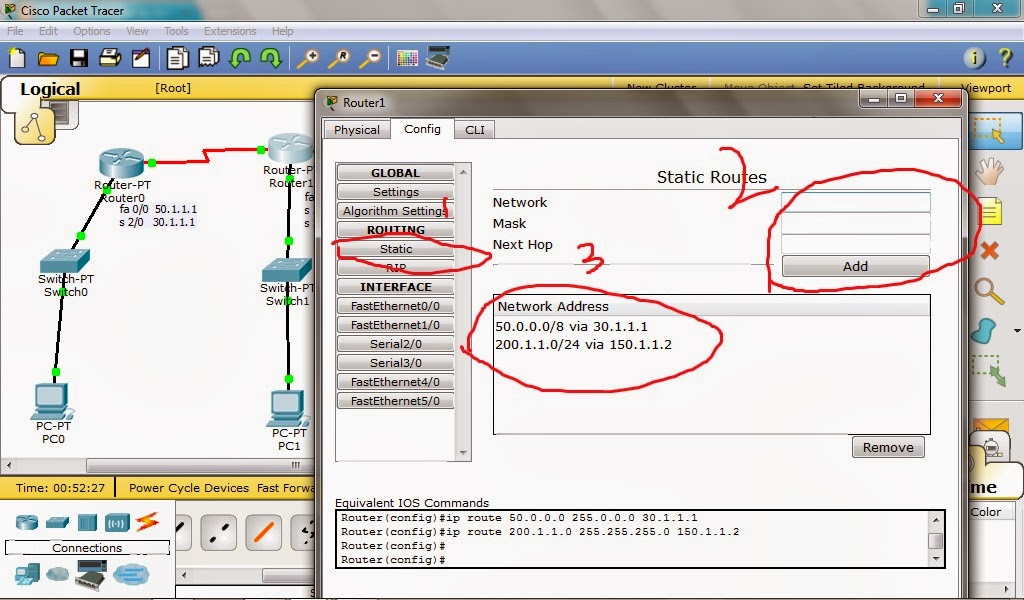 Cisco Packet Tracer
File Edit Options View Tools Extensions Help
Logical
[Root]
New Cluster
Move Object
Set Tiled Background
Viewport
Router1
Physical
Config
CLI
GLOBAL
Settings
Algorithm Settings
ROUTING
Static
RIP
INTERFACE
FastEthernet0/0
FastEthernet1/0
Serial2/0
Serial3/0
FastEthernet4/0
FastEthernet5/0
1
2
3
Static Routes
Network
Mask
Next Hop
Add
Network Address
50.0.0.0/8 via 30.1.1.1
200.1.1.0/24 via 150.1.1.2
Remove
Equivalent IOS Commands
Router(config)#ip route 50.0.0.0 255.0.0.0 30.1.1.1
Router(config)#ip route 200.1.1.0 255.255.255.0 150.1.1.2
Router(config)#
Router(config)#
Router-PT
Router0
fa 0/0 50.1.1.1
s 2/0 30.1.1.1
Router-P
Router1
fa
s
Switch-PT
Switch0
Switch-PT
Switch1
PC-PT
PC0
PC-PT
PC1
Time: 00:52:27
Power Cycle Devices Fast Forwa
me
Connections
Color